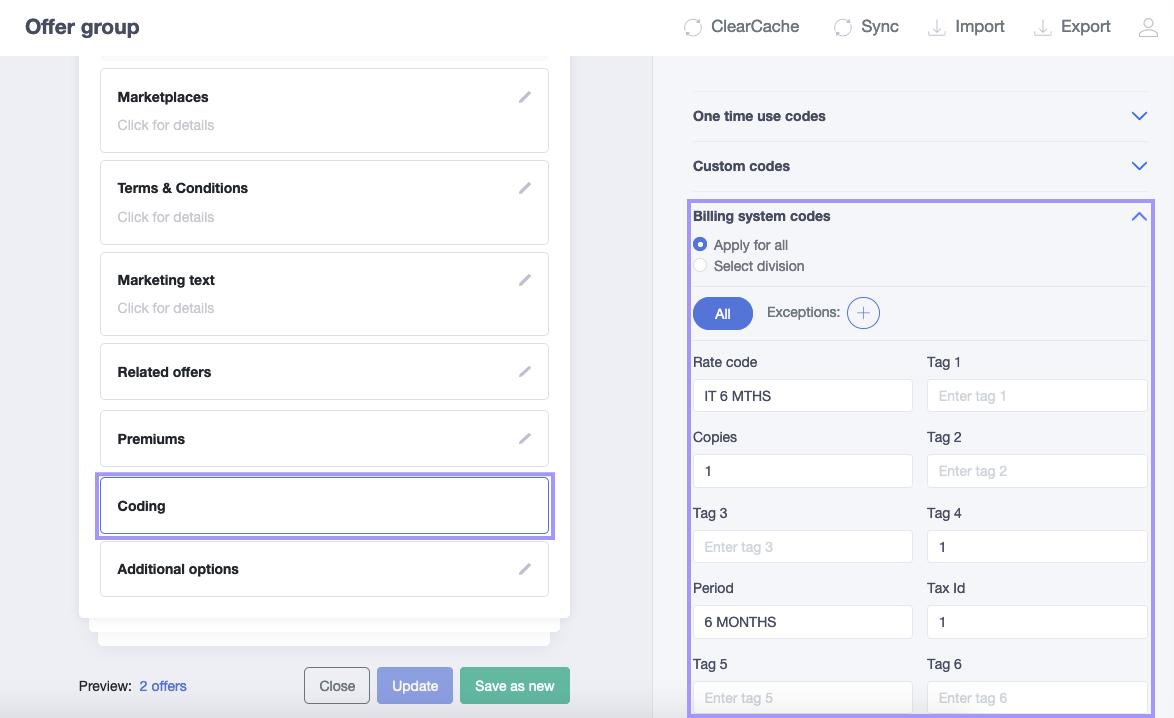 Offer group
ClearCache Sync Import Export
Marketplaces
Click for details
Terms & Conditions
Click for details
Marketing text
Click for details
Related offers
Premiums
Coding
Additional options
Preview: 2 offers
Close Update Save as new
One time use codes
Custom codes
Billing system codes
Apply for all
Select division
All Exceptions:
Rate code Tag 1
IT 6 MTHS Enter tag 1
Copies Tag 2
1 Enter tag 2
Tag 3 Tag 4
Enter tag 3 1
Period Tax Id
6 MONTHS 1
Tag 5 Tag 6
Enter tag 5 Enter tag 6